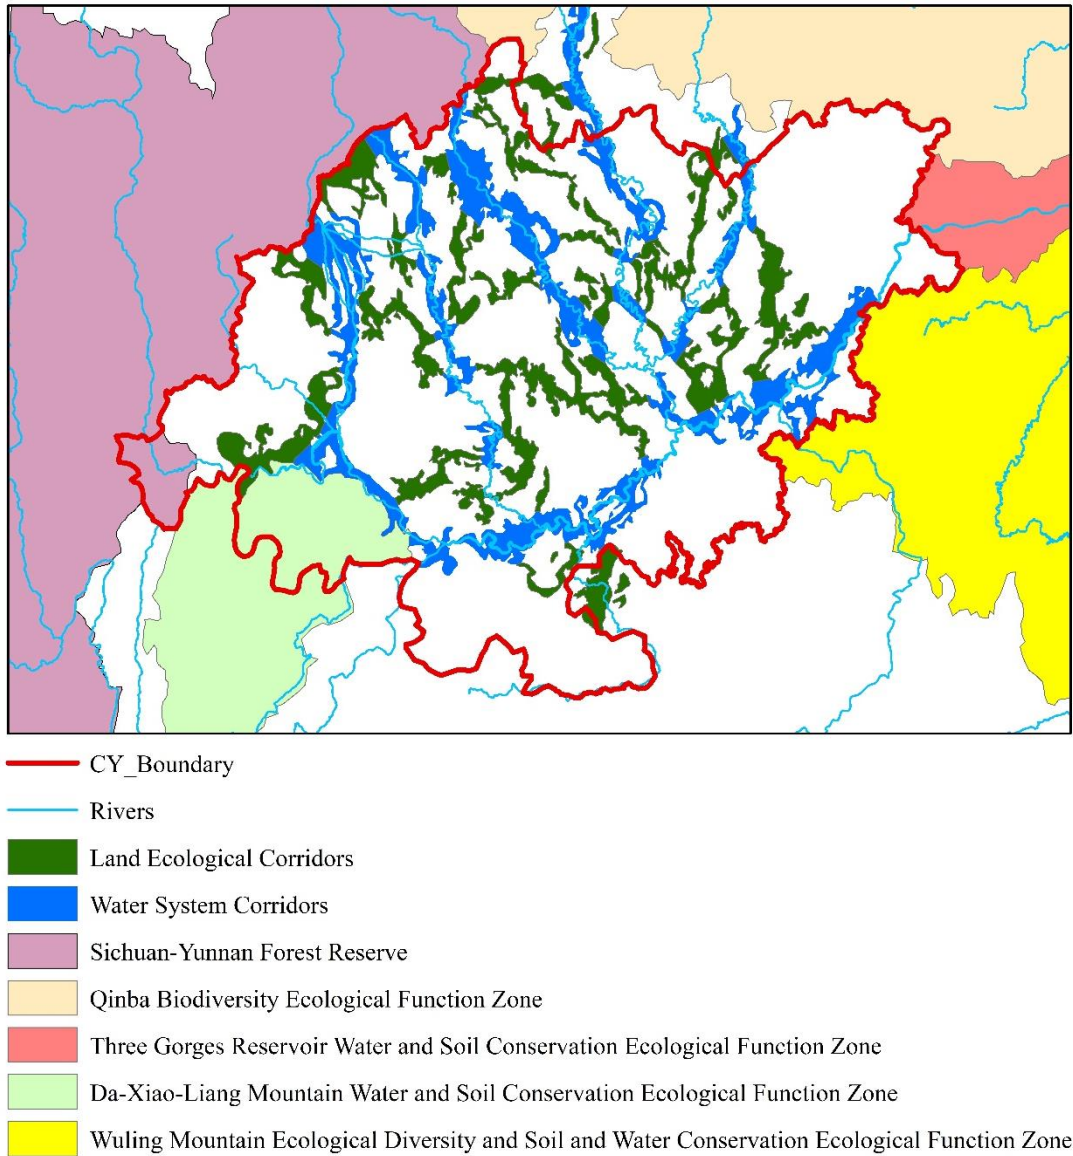 CY_Boundary
Rivers
Land Ecological Corridors
Water System Corridors
Sichuan-Yunnan Forest Reserve
Qinba Biodiversity Ecological Function Zone
Three Gorges Reservoir Water and Soil Conservation Ecological Function Zone
Da-Xiao-Liang Mountain Water and Soil Conservation Ecological Function Zone
Wuling Mountain Ecological Diversity and Soil and Water Conservation Ecological Function Zone